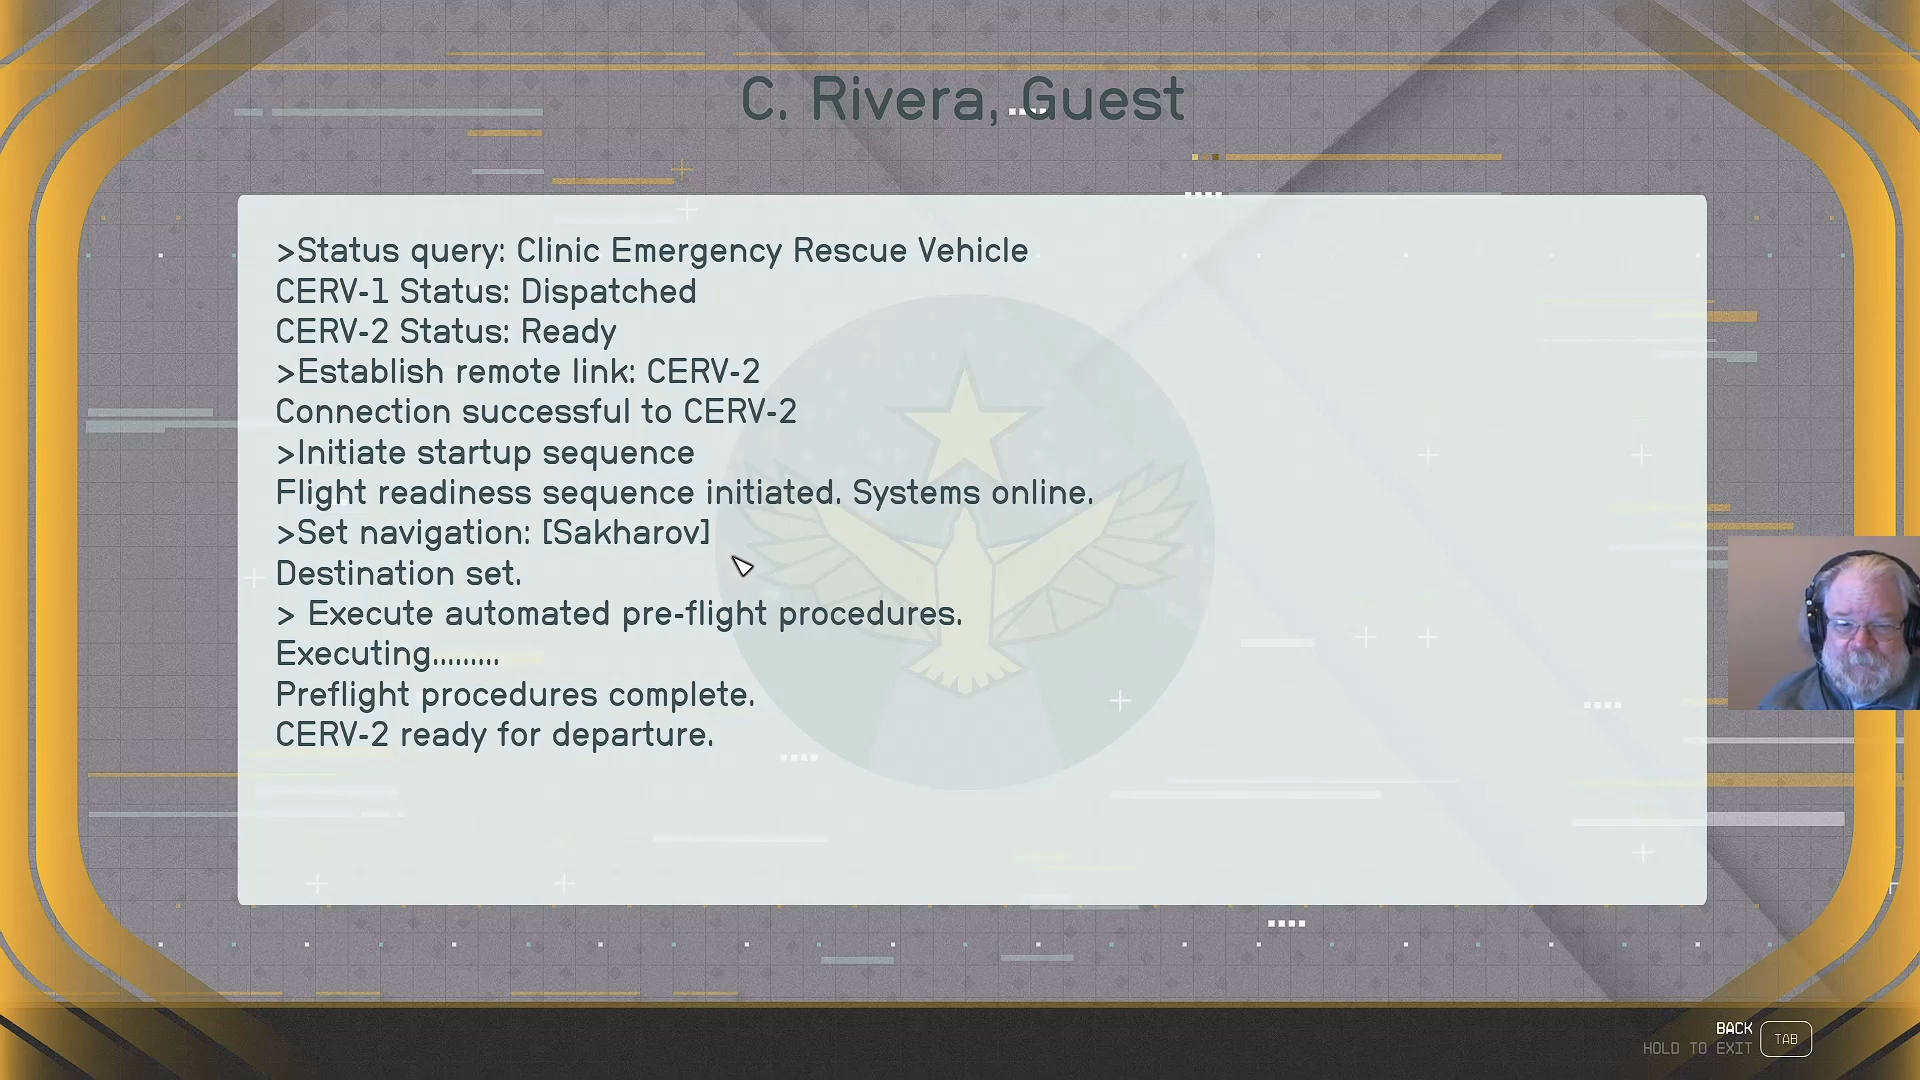 C. Rivera, Guest
>Status query: Clinic Emergency Rescue Vehicle
CERV-1 Status: Dispatched
CERV-2 Status: Ready
>Establish remote link: CERV-2
Connection successful to CERV-2
>Initiate startup sequence
Flight readiness sequence initiated. Systems online.
>Set navigation: [Sakharov]
Destination set.
> Execute automated pre-flight procedures.
Executing.........
Preflight procedures complete.
CERV-2 ready for departure.
BACK
HOLD TO EXIT
TAB